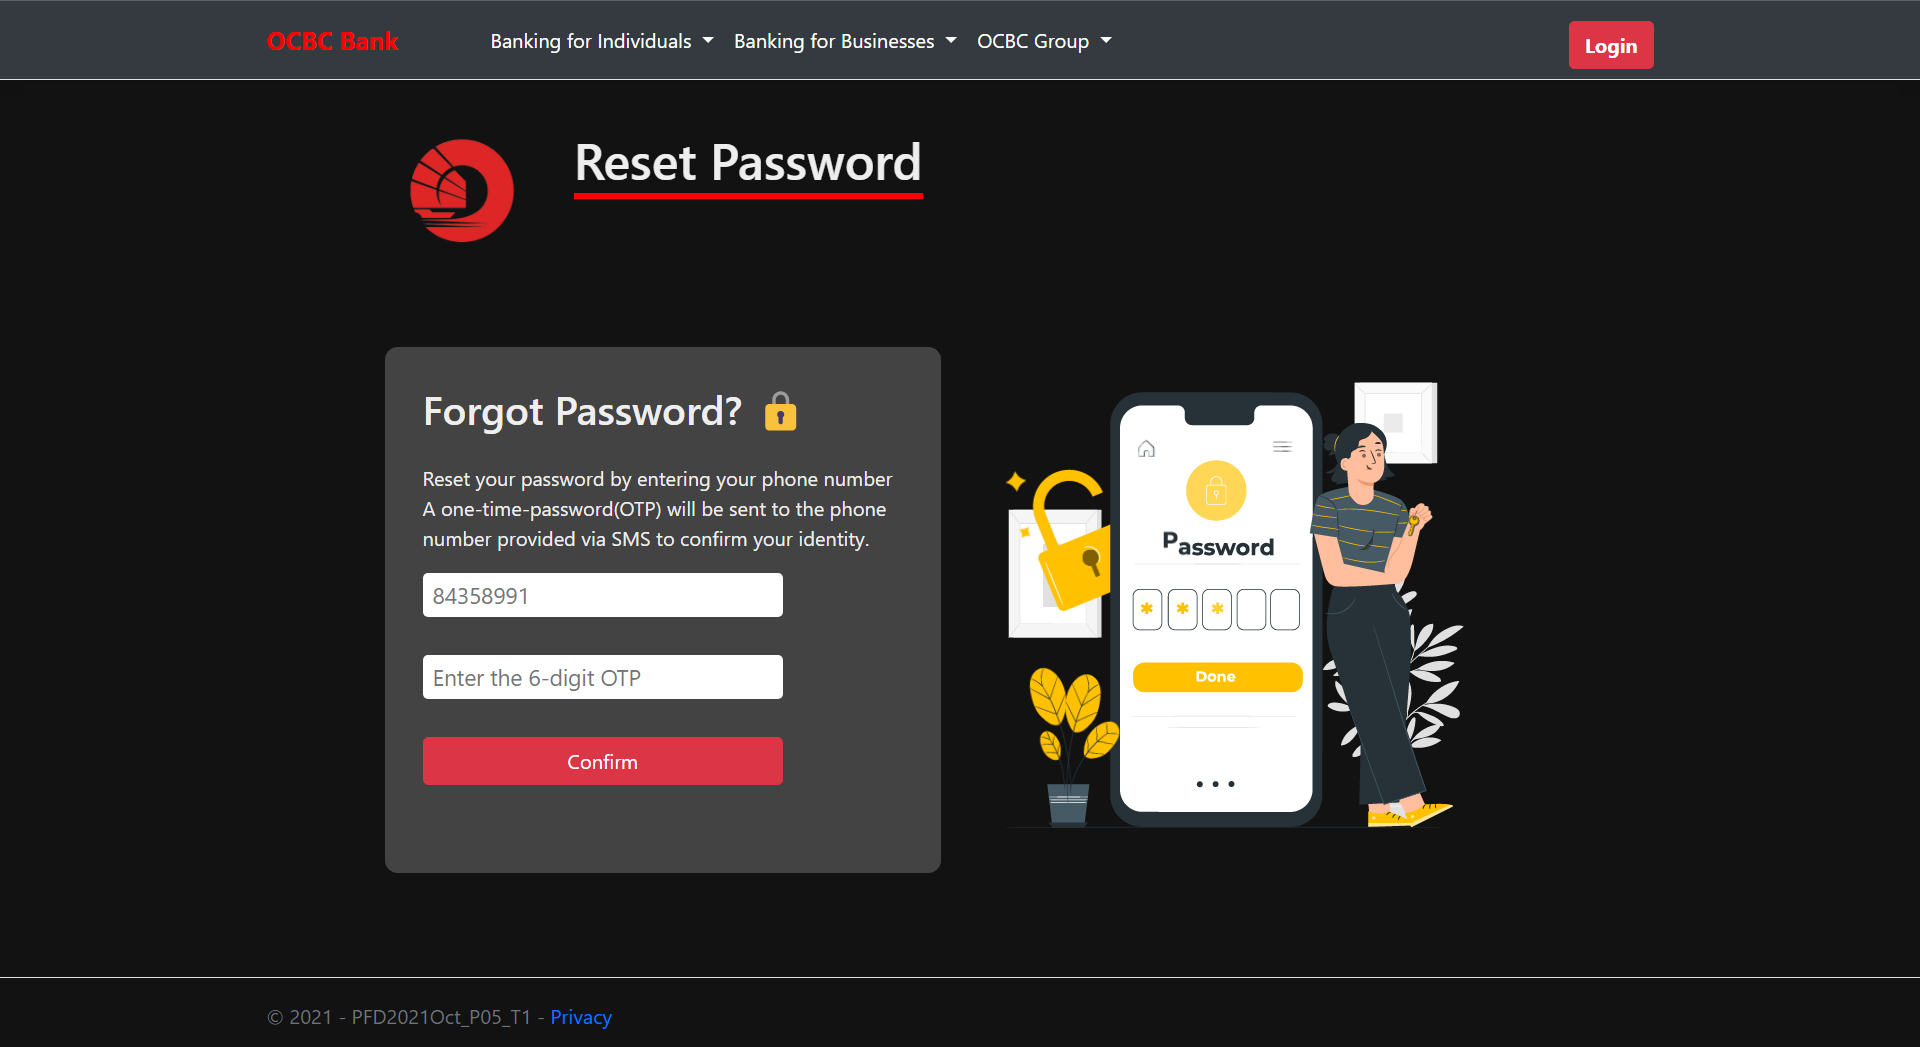 OCBC Bank
Banking for Individuals
Banking for Businesses
OCBC Group
Login
Reset Password
Forgot Password?
Reset your password by entering your phone number
A one-time-password(OTP) will be sent to the phone
number provided via SMS to confirm your identity.
84358991
Enter the 6-digit OTP
Confirm
Password
* * *
Done
© 2021 - PFD2021Oct_P05_T1 - Privacy